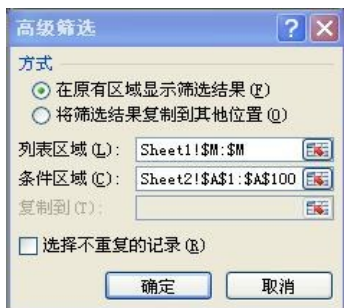 高级筛选
方式
在原有区域显示筛选结果(F)
将筛选结果复制到其他位置(O)
列表区域(L): Sheet1!$M:$M
条件区域(C): Sheet2!$A$1:$A$100
复制到(T):
选择不重复的记录(R)
确定 取消